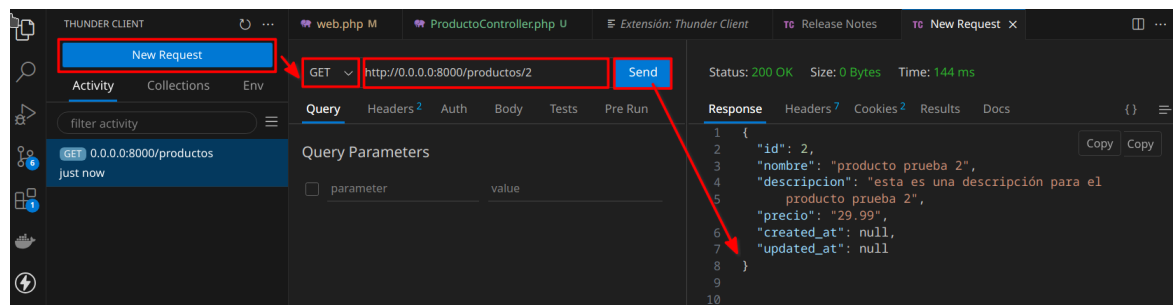 THUNDER CLIENT
New Request
Activity Collections Env
filter activity
GET 0.0.0.0:8000/productos
just now
6
1
web.php M
ProductoController.php U
Extensión: Thunder Client
TC Release Notes
TC New Request
GET http://0.0.0.0:8000/productos/2 Send
Query Headers 2 Auth Body Tests Pre Run
Query Parameters
parameter value
Status: 200 OK Size: 0 Bytes Time: 144 ms
Response Headers 7 Cookies 2 Results Docs {}
Copy Copy
1 {
2 "id": 2,
3 "nombre": "producto prueba 2",
4 "descripcion": "esta es una descripción para el
5 producto prueba 2",
"precio": "29.99",
6 "created_at": null,
7 "updated_at": null
8 }
9
10